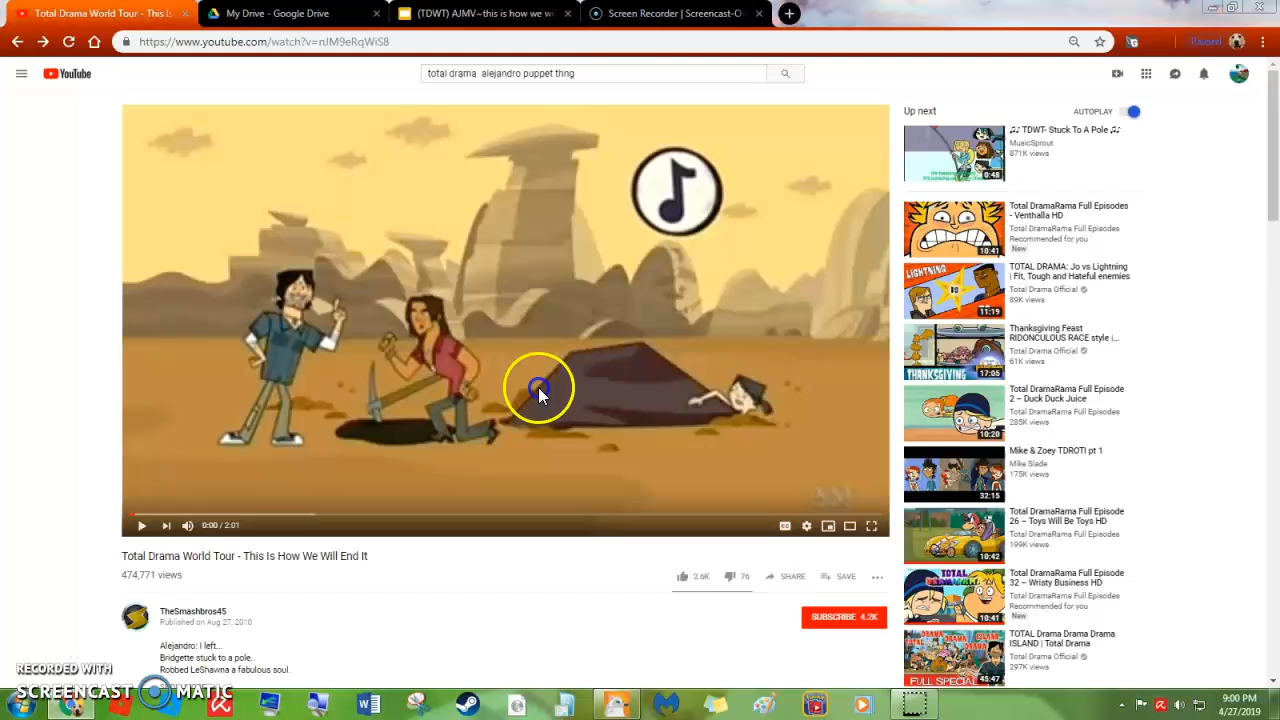 Total Drama World Tour - This Is
My Drive - Google Drive
(TDWT) AJMV~this is how we wi
Screen Recorder | Screencast-O
https://www.youtube.com/watch?v=nJM9eRqWiS8
Paused
YouTube
total drama alejandro puppet thng
Up next
AUTOPLAY
TDWT- Stuck To A Pole
MusicSprout
871K views
0:48
Total DramaRama Full Episodes
- Venthalla HD
Total DramaRama Full Episodes
Recommended for you
New
10:41
LIGHTNING
TOTAL DRAMA: Jo vs Lightning
| Fit, Tough and Hateful enemies
Total Drama Official
89K views
11:19
Thanksgiving Feast
RIDONCULOUS RACE style |...
Total Drama Official
61K views
THANKSGIVING
17:05
Total DramaRama Full Episode
2 – Duck Duck Juice
Total DramaRama Full Episodes
285K views
10:20
Mike & Zoey TDROTI pt 1
Mike Slade
175K views
32:15
Total DramaRama Full Episode
26 – Toys Will Be Toys HD
Total DramaRama Full Episodes
199K views
10:42
Total DramaRama Full Episode
32 – Wristy Business HD
Total DramaRama Full Episodes
Recommended for you
New
10:41
TOTAL DRAMA Drama Drama
ISLAND | Total Drama
Total Drama Official
297K views
FULL SPECIAL
45:47
0:00 / 2:01
Total Drama World Tour - This Is How We Will End It
474,771 views
2.6K
76
SHARE
SAVE
TheSmashbros45
Published on Aug 27, 2010
SUBSCRIBE 4.2K
Alejandro: I left...
Bridgette stuck to a pole.
Robbed LeShawna a fabulous soul.
RECORDED WITH
SCREENCAST MATIC
9:00 PM
4/27/2019